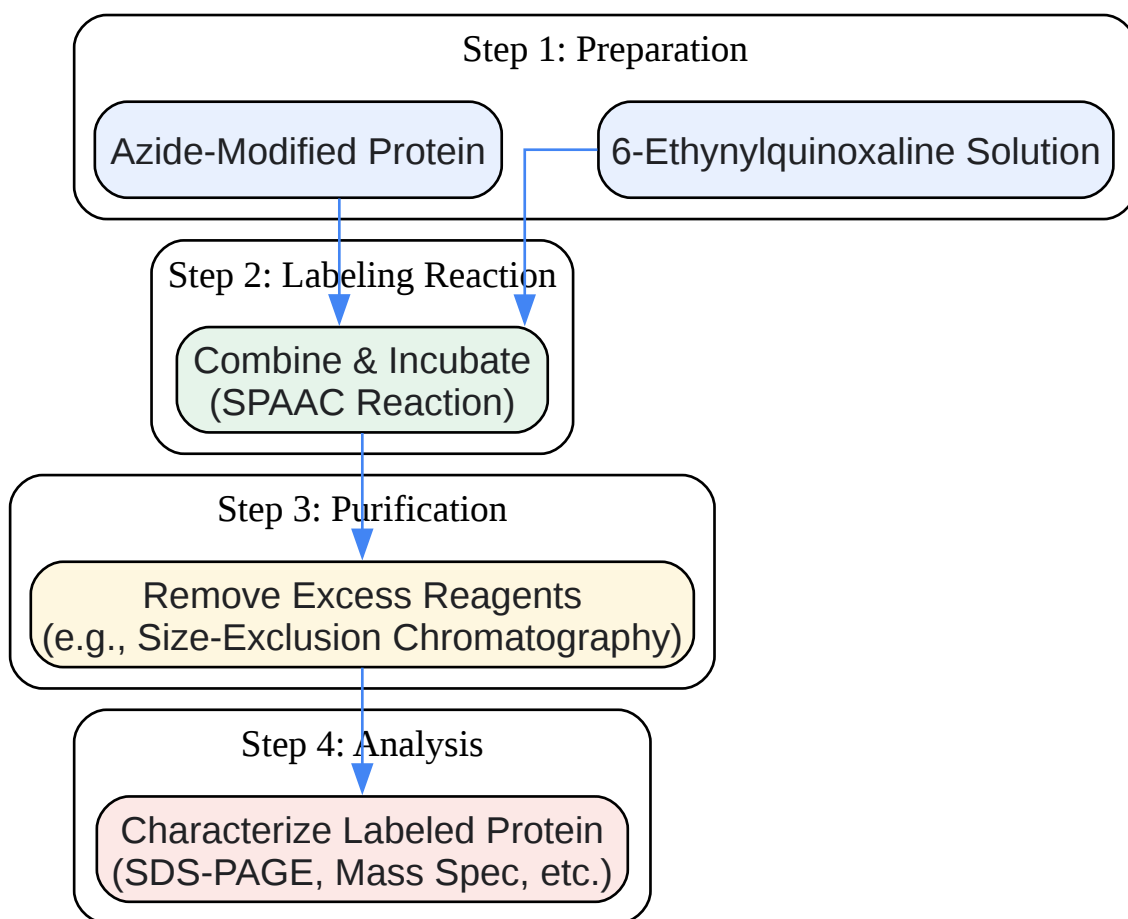 Step 1: Preparation
Azide-Modified Protein
6-Ethynylquinoxaline Solution
Step 2: Labeling Reaction
Combine & Incubate
(SPAAC Reaction)
Step 3: Purification
Remove Excess Reagents
(e.g., Size-Exclusion Chromatography)
Step 4: Analysis
Characterize Labeled Protein
(SDS-PAGE, Mass Spec, etc.)